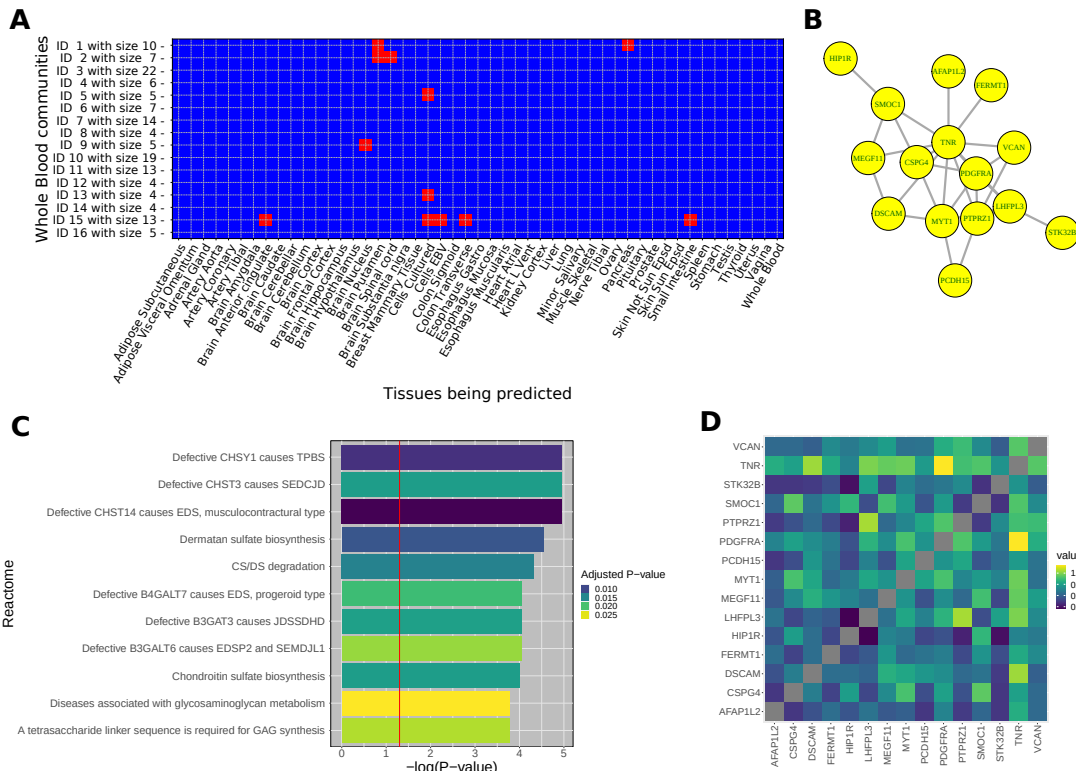 A
Whole Blood communities
ID 1 with size 10 -
ID 2 with size 7 -
ID 3 with size 22 -
ID 4 with size 6 -
ID 5 with size 5 -
ID 6 with size 7 -
ID 7 with size 14 -
ID 8 with size 4 -
ID 9 with size 5 -
ID 10 with size 19 -
ID 11 with size 13 -
ID 12 with size 4 -
ID 13 with size 4 -
ID 14 with size 4 -
ID 15 with size 13 -
ID 16 with size 5 -
Adipose Subcutaneous
Adipose Visceral Omentum
Adrenal Gland
Artery Aorta
Artery Coronary
Artery Tibial
Brain Amygdala
Brain Anterior cingulate
Brain Caudate
Brain Cerebellar
Brain Cerebellum
Brain Cortex
Brain Frontal Cortex
Brain Hippocampus
Brain Hypothalamus
Brain Nucleus
Brain Putamen
Brain Spinal cord
Brain Substantia nigra
Breast Mammary Tissue
Cells Cultured
Cells EBV
Colon Sigmoid
Colon Transverse
Esophagus Gastro
Esophagus Mucosa
Esophagus Muscularis
Heart Atrial
Heart Left Vent
Kidney Cortex
Liver
Lung
Minor Salivary
Muscle Skeletal
Nerve Tibial
Ovary
Pancreas
Pituitary
Prostate
Skin Not Sun Epsd
Skin Sun Epsd
Small Intestine
Spleen
Stomach
Testis
Thyroid
Uterus
Vagina
Whole Blood
Tissues being predicted
B
HIP1R
AFAP1L2
FERMT1
SMOC1
TNR
VCAN
MEGF11
CSPG4
PDGFRA
DSCAM
MYT1
PTPRZ1
LHFPL3
STK32B
PCDH15
C
Reactome
Defective CHSY1 causes TPBS
Defective CHST3 causes SEDCJD
Defective CHST14 causes EDS, musculocontractural type
Dermatan sulfate biosynthesis
CS/DS degradation
Defective B4GALT7 causes EDS, progeroid type
Defective B3GAT3 causes JDSSDHD
Defective B3GALT6 causes EDSP2 and SEMDJL1
Chondroitin sulfate biosynthesis
Diseases associated with glycosaminoglycan metabolism
A tetrasaccharide linker sequence is required for GAG synthesis
0 1 2 3 4 5
−log(P−value)
Adjusted P−value
0.010
0.015
0.020
0.025
D
VCAN
TNR
STK32B
SMOC1
PTPRZ1
PDGFRA
PCDH15
MYT1
MEGF11
LHFPL3
HIP1R
FERMT1
DSCAM
CSPG4
AFAP1L2
AFAP1L2
CSPG4
DSCAM
FERMT1
HIP1R
LHFPL3
MEGF11
MYT1
PCDH15
PDGFRA
PTPRZ1
SMOC1
STK32B
TNR
VCAN
valu
1
0
0
0